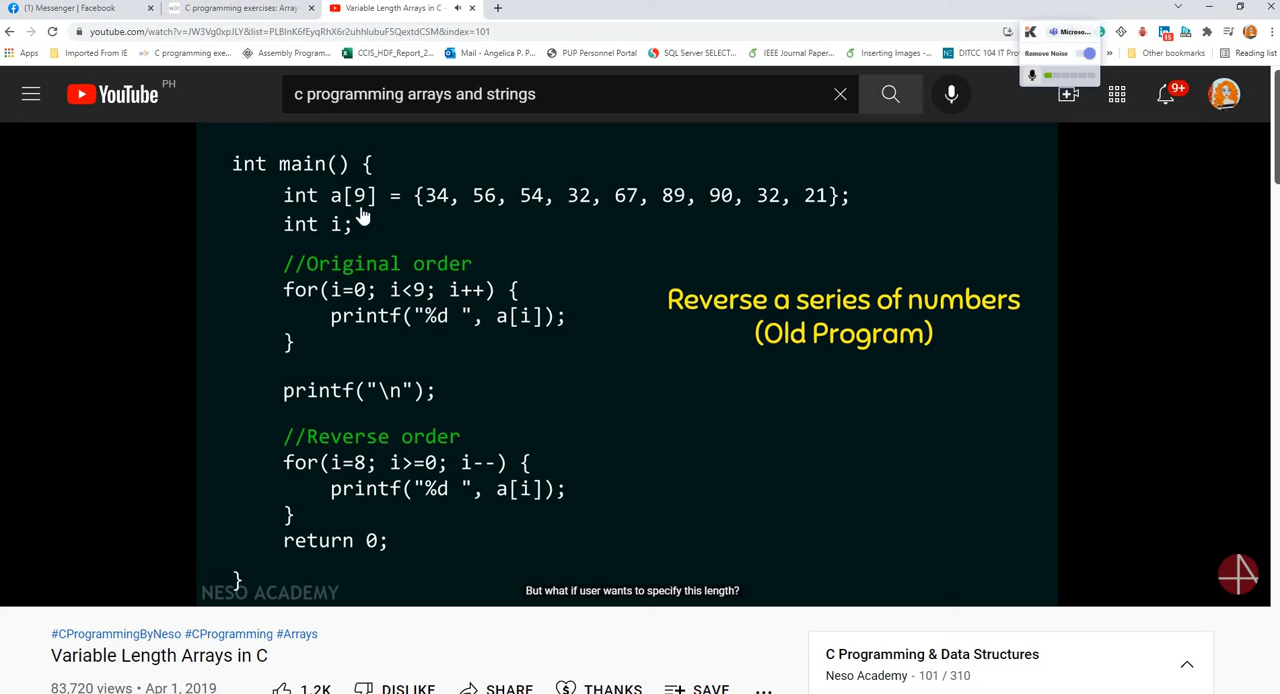 (1) Messenger | Facebook
C programming exercises: Array
Variable Length Arrays in C -
youtube.com/watch?v=JW3Vg0xpJLY&list=PLBlnK6fEyqRhX6r2uhhlubuF5QextdCSM&index=101
Microso...
Remove Noise
15
Apps
Imported From IE
C programming exe...
Assembly Program...
CCIS_HDF_Report_2...
PUP Personnel Portal
SQL Server SELECT...
Mail - Angelica P. O...
IEEE Journal Paper...
Inserting Images -...
DITCC 104 IT Pr
»
Other bookmarks
Reading list
YouTube PH
c programming arrays and strings
9+
int main() {
int a[9] = {34, 56, 54, 32, 67, 89, 90, 32, 21};
int i;
//Original order
for(i=0; i<9; i++) {
printf("%d ", a[i]);
}
printf("\n");
//Reverse order
for(i=8; i>=0; i--) {
printf("%d ", a[i]);
}
return 0;
}
Reverse a series of numbers
(Old Program)
NESO ACADEMY
But what if user wants to specify this length?
#CProgrammingByNeso #CProgramming #Arrays
Variable Length Arrays in C
83,720 views • Apr 1, 2019
1.2K
DISLIKE
SHARE
THANKS
SAVE
...
C Programming & Data Structures
Neso Academy - 101 / 310